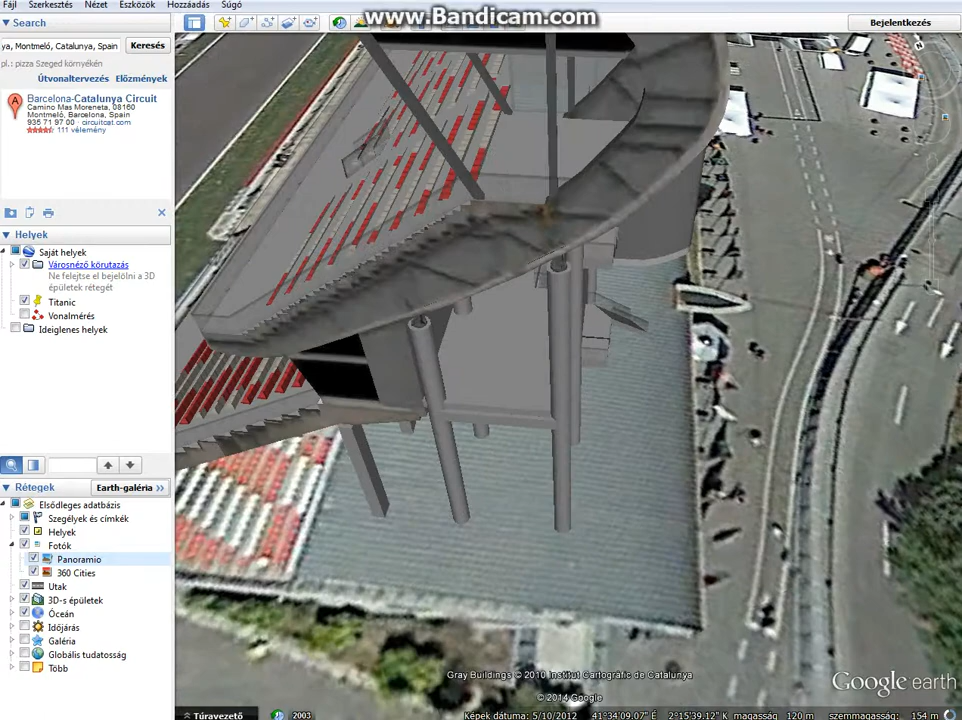 Fájl Szerkesztés Nézet Eszközök Hozzáadás Súgó
www.Bandicam.com
Bejelentkezés
Search
ya, Montmeló, Catalunya, Spain
Keresés
pl.: pizza Szeged környékén
Útvonaltervezés Előzmények
A
Barcelona-Catalunya Circuit
Camino Mas Moreneta, 08160
Montmeló, Barcelona, Spain
935 71 97 00 - circuitcat.com
111 vélemény
Helyek
Saját helyek
Városnéző körutazás
Ne felejtse el bejelölni a 3D
épületek rétegét
Titanic
Vonalmérés
Ideiglenes helyek
Rétegek
Earth-galéria >>
Elsődleges adatbázis
Szegélyek és címkék
Helyek
Fotók
Panoramio
360 Cities
Utak
3D-s épületek
Óceán
Időjárás
Galéria
Globális tudatosság
Több
N
Gray Buildings © 2010 Institut Cartogràfic de Catalunya
© 2014 Google
Google earth
Túravezető
2003
Képek dátuma: 5/10/2012 41°34'09.07" É 2°15'39.12" K magasság 120 m szemmagasság: 154 m